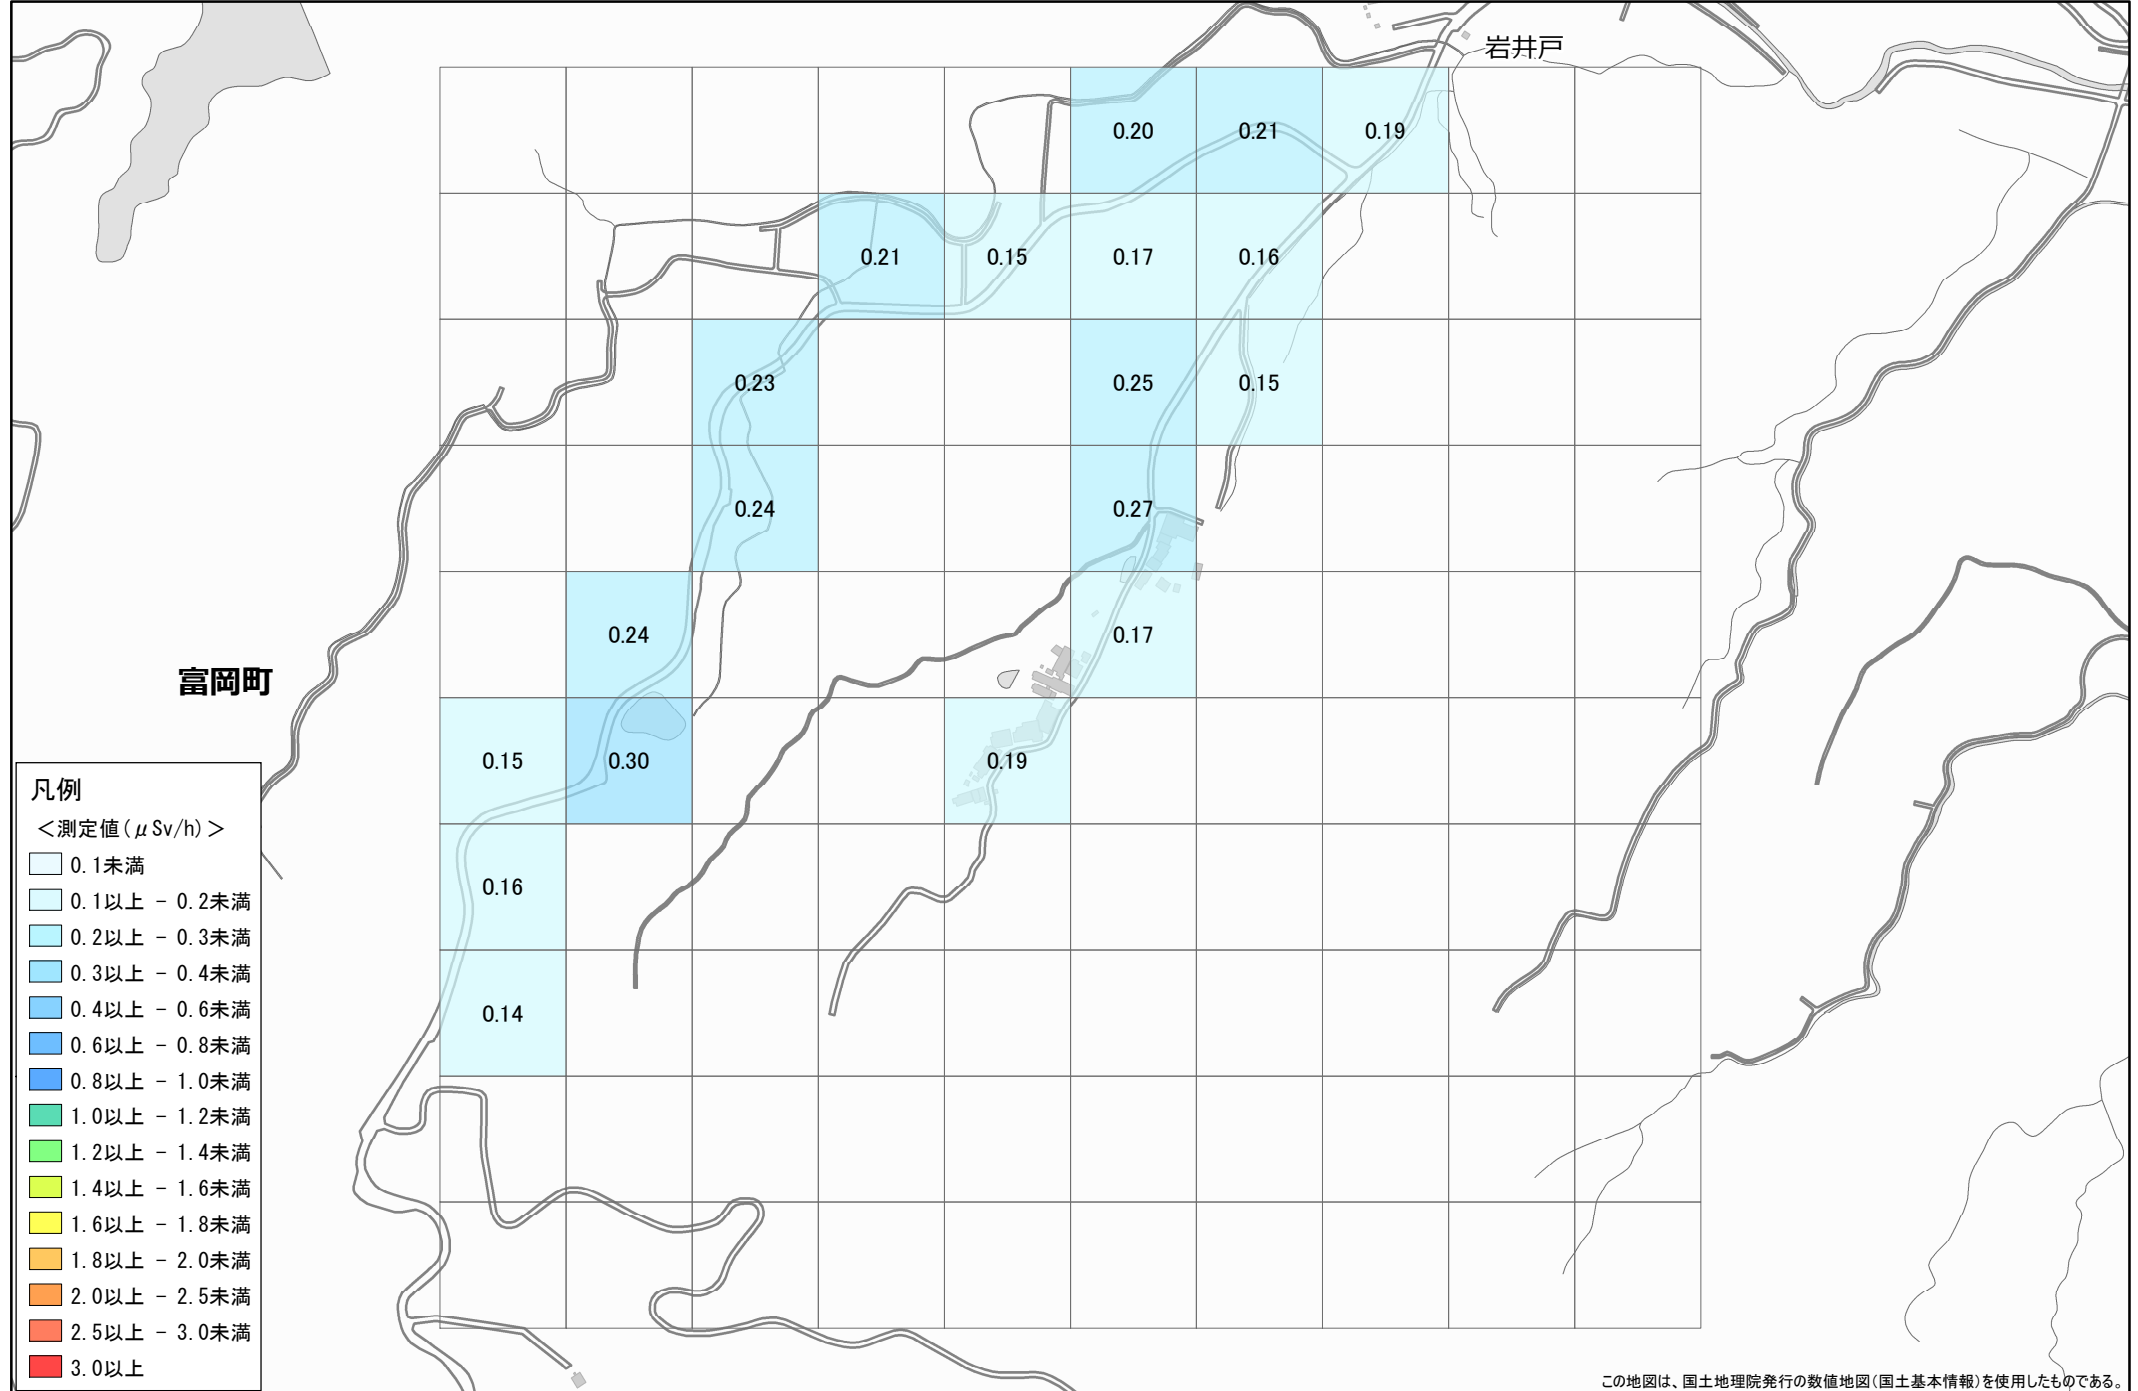 岩井戸
0.20 0.21 0.19
0.21 0.15 0.17 0.16
0.23 0.25 0.15
0.24 0.27
0.24 0.17
富岡町
0.15 0.30 0.19
0.16
0.14
凡例
＜測定値(μSv/h)＞
0.1未満
0.1以上 - 0.2未満
0.2以上 - 0.3未満
0.3以上 - 0.4未満
0.4以上 - 0.6未満
0.6以上 - 0.8未満
0.8以上 - 1.0未満
1.0以上 - 1.2未満
1.2以上 - 1.4未満
1.4以上 - 1.6未満
1.6以上 - 1.8未満
1.8以上 - 2.0未満
2.0以上 - 2.5未満
2.5以上 - 3.0未満
3.0以上
この地図は、国土地理院発行の数値地図(国土基本情報)を使用したものである。